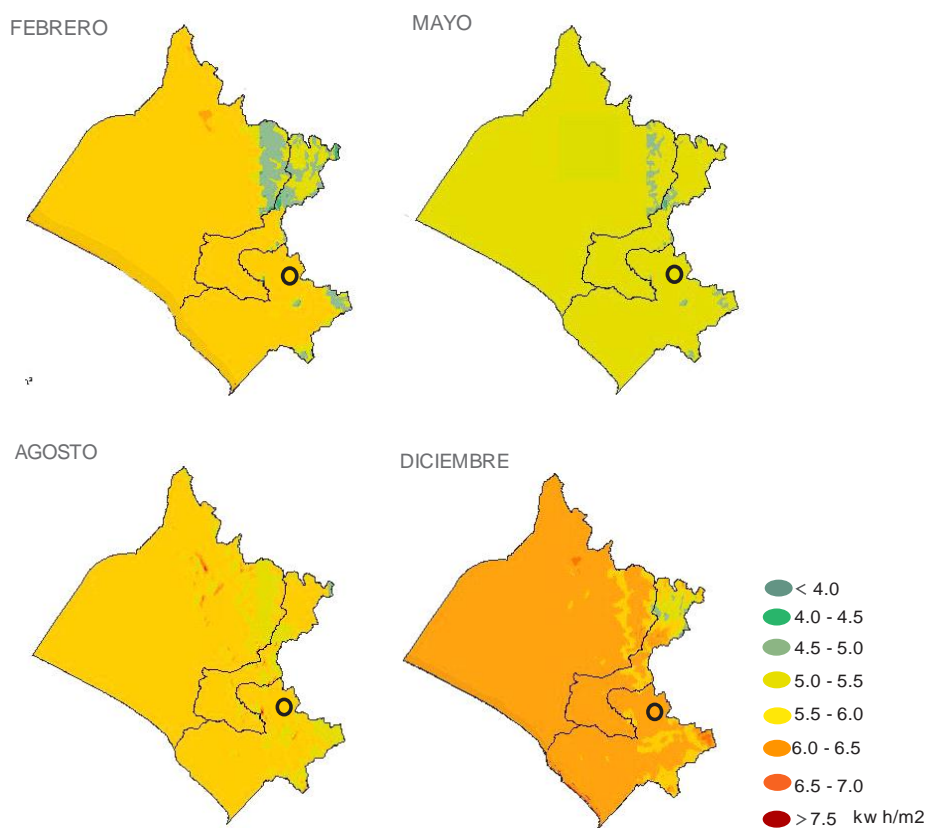 FEBRERO
MAYO
AGOSTO
DICIEMBRE
< 4.0
4.0 - 4.5
4.5 - 5.0
5.0 - 5.5
5.5 - 6.0
6.0 - 6.5
6.5 - 7.0
> 7.5 kw h/m2